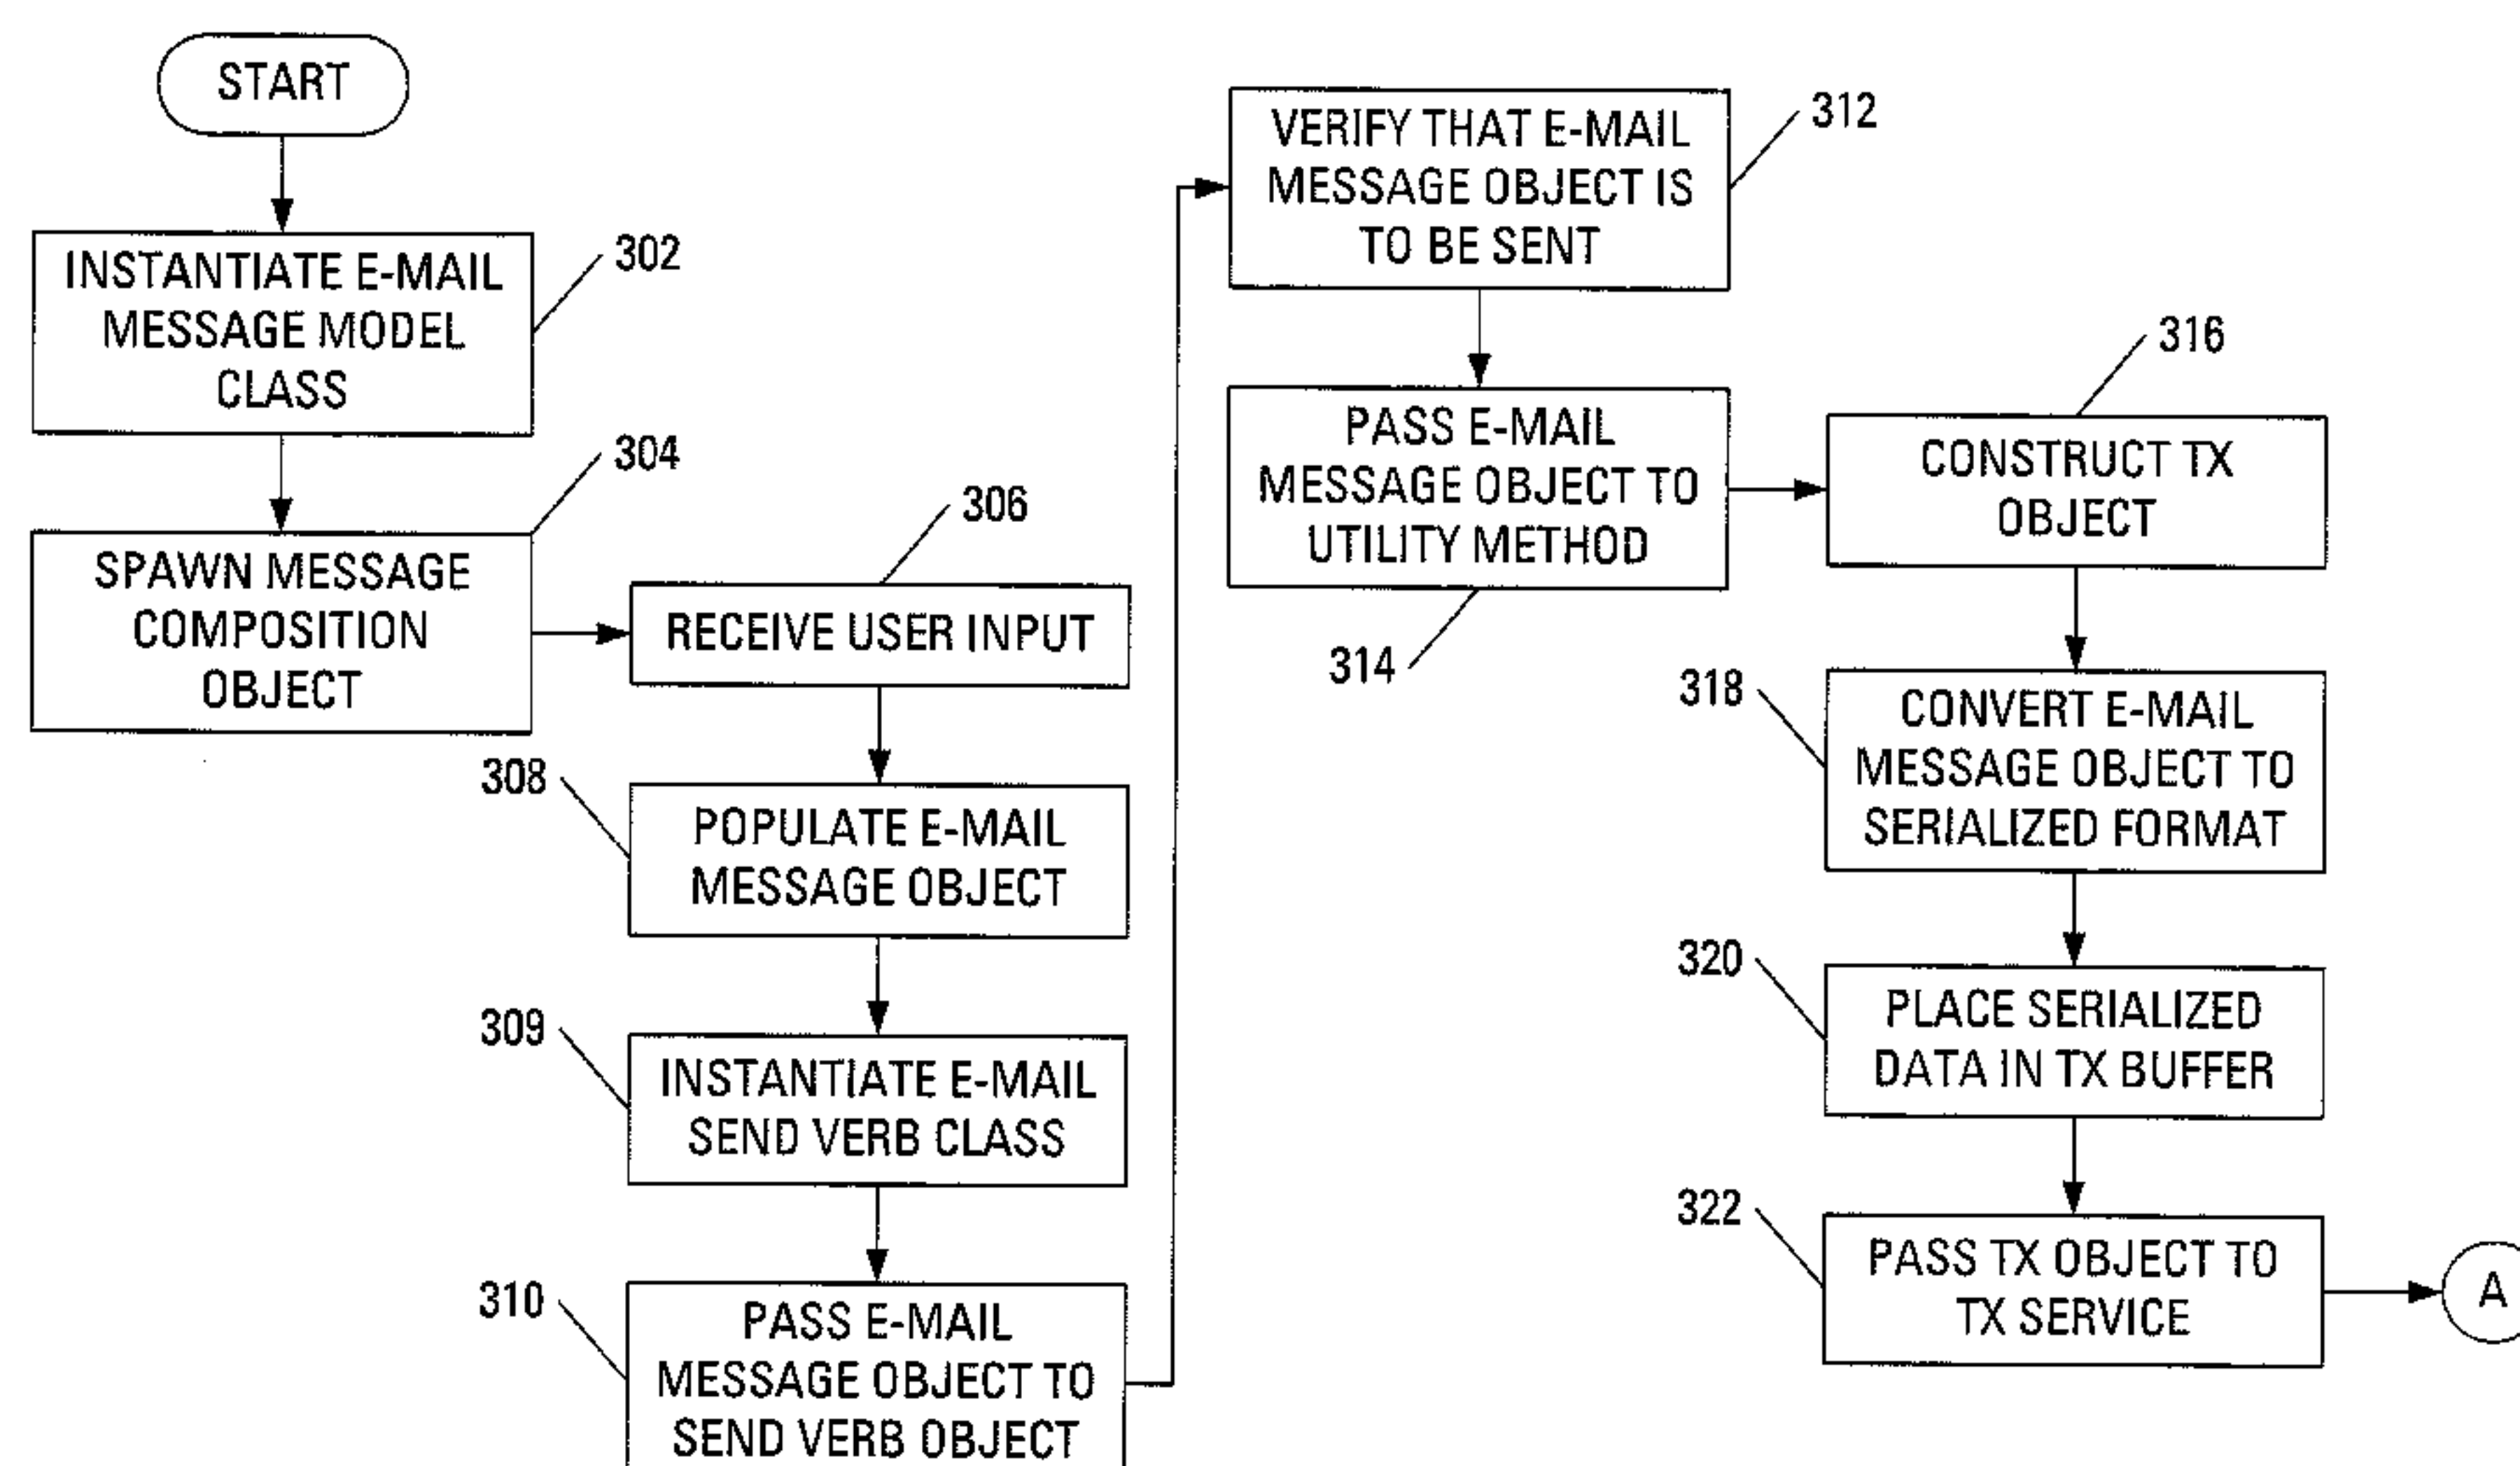 START
INSTANTIATE E-MAIL
MESSAGE MODEL
CLASS
302
SPAWN MESSAGE
COMPOSITION
OBJECT
304
306
RECEIVE USER INPUT
308
POPULATE E-MAIL
MESSAGE OBJECT
309
INSTANTIATE E-MAIL
SEND VERB CLASS
310
PASS E-MAIL
MESSAGE OBJECT TO
SEND VERB OBJECT
VERIFY THAT E-MAIL
MESSAGE OBJECT IS
TO BE SENT
312
PASS E-MAIL
MESSAGE OBJECT TO
UTILITY METHOD
314
316
CONSTRUCT TX
OBJECT
318
CONVERT E-MAIL
MESSAGE OBJECT TO
SERIALIZED FORMAT
320
PLACE SERIALIZED
DATA IN TX BUFFER
322
PASS TX OBJECT TO
TX SERVICE
A